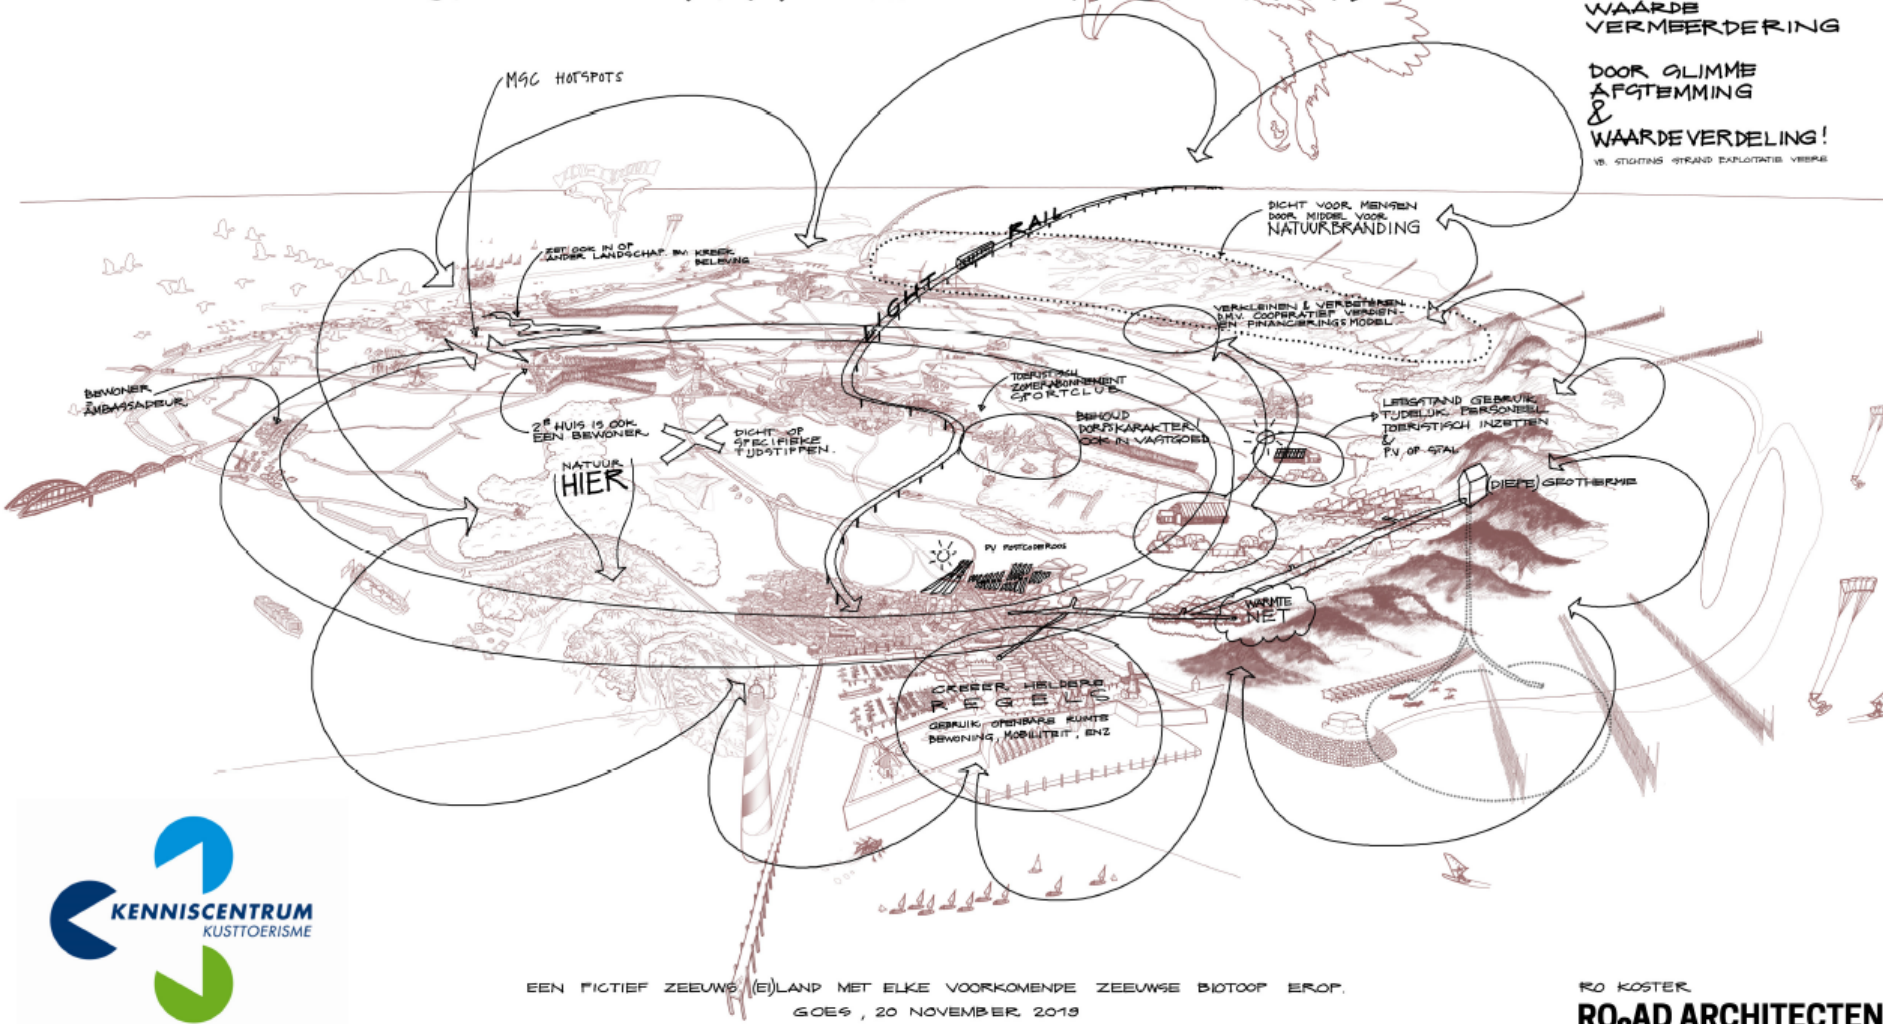 WAARDE
VERMEERDERING
DOOR SLIMME
AFSTEMMING
&
WAARDEVERDELING!
VB. STICHTING STRAND EXPLOITATIE VEERE
MSC HOTSPOTS
LIGHT RAIL
DICHT VOOR MENSEN
DOOR MIDDEL VOOR
NATUURBRANDING
ZET OOK IN OP
ANDER LANDSCHAP. BV. KREEK
BELEVING
VERKLEINEN & VERBETEREN
D.M.V. COOPERATIEF VERDIEN-
EN FINANCIERINGSMODEL
BEWONER
=
AMBASSADEUR
TOERISTISCH
ZOMERABONNEMENT
SPORTCLUB
BEHOUD
DORPSKARAKTER
OOK IN VASTGOED
LEEGSTAND GEBRUIK
TIJDELIJK PERSONEEL
TOERISTISCH INZETTEN
&
PV OP STAL
2E HUIS IS OOK
EEN BEWONER
DICHT OP
SPECIFIEKE
TIJDSTIPPEN.
NATUUR
HIER
(DIEPE) GEOTHERMIE
PV POSTCODEROOS
WARMTE
NET
CREEER HELDERE
REGELS
GEBRUIK OPENBARE RUIMTE
BEWONING, MOBILITEIT, ENZ
KENNISCENTRUM
KUSTTOERISME
EEN FICTIEF ZEEUWS (EI)LAND MET ELKE VOORKOMENDE ZEEUWSE BIOTOOP EROP.
GOES, 20 NOVEMBER 2019
RO KOSTER
RO&AD ARCHITECTEN